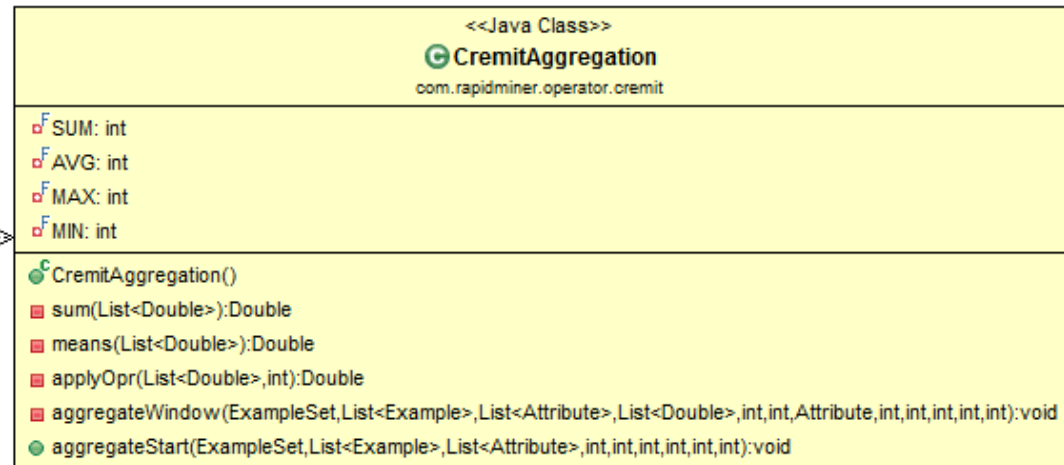 <<Java Class>>
C CremitAggregation
com.rapidminer.operator.cremit
F SUM: int
F AVG: int
F MAX: int
F MIN: int
C CremitAggregation()
sum(List<Double>):Double
means(List<Double>):Double
applyOpr(List<Double>,int):Double
aggregateWindow(ExampleSet,List<Example>,List<Attribute>,List<Double>,int,int,Attribute,int,int,int,int,int):void
aggregateStart(ExampleSet,List<Example>,List<Attribute>,int,int,int,int,int,int):void